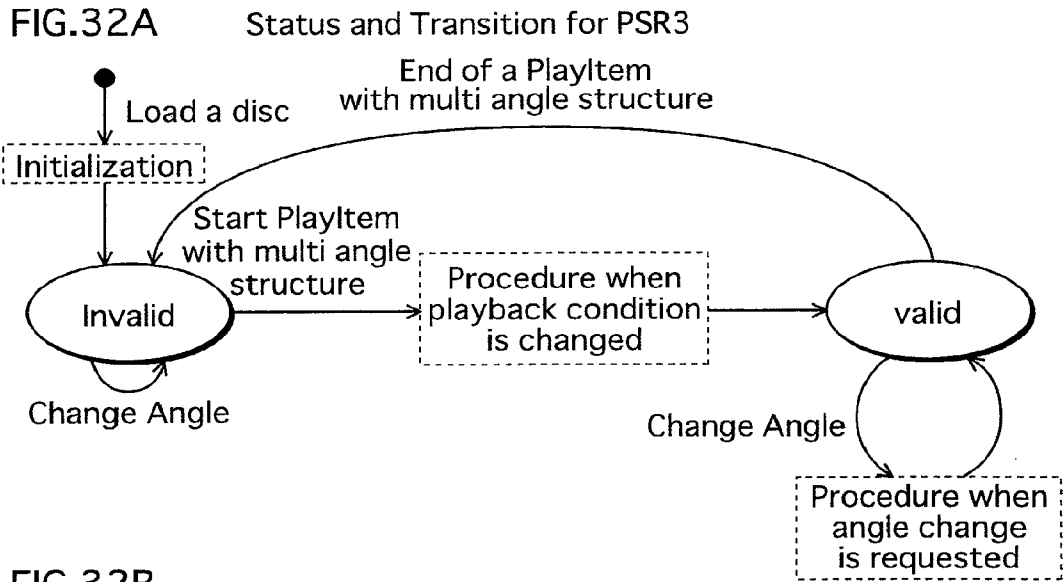 FIG.32A
Status and Transition for PSR3
End of a PlayItem
with multi angle structure
Load a disc
Initialization
Start PlayItem
with multi angle
structure
Procedure when
playback condition
is changed
Invalid
valid
Change Angle
Change Angle
Procedure when
angle change
is requested
FIG.32B